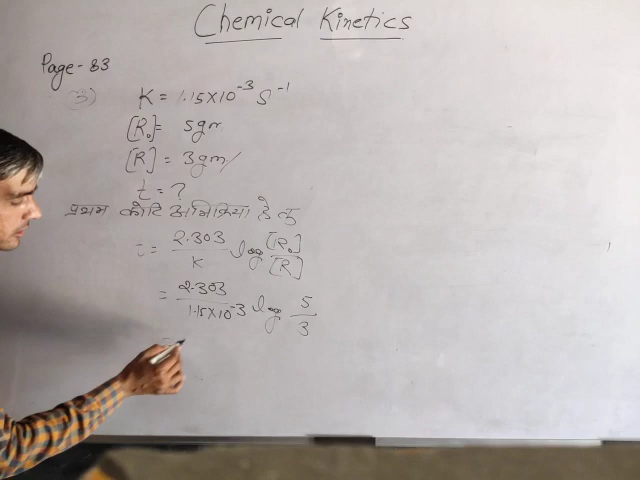 Chemical Kinetics
Page-83
3) K = 1.15×10⁻³ S⁻¹
[R₀]= 5gm
[R] = 3gm/
t = ?
प्रथम कोटि अभिक्रिया हेतु
t = 2.303/K log [R₀]/[R]
= 2.303/1.15×10⁻³ log 5/3
=